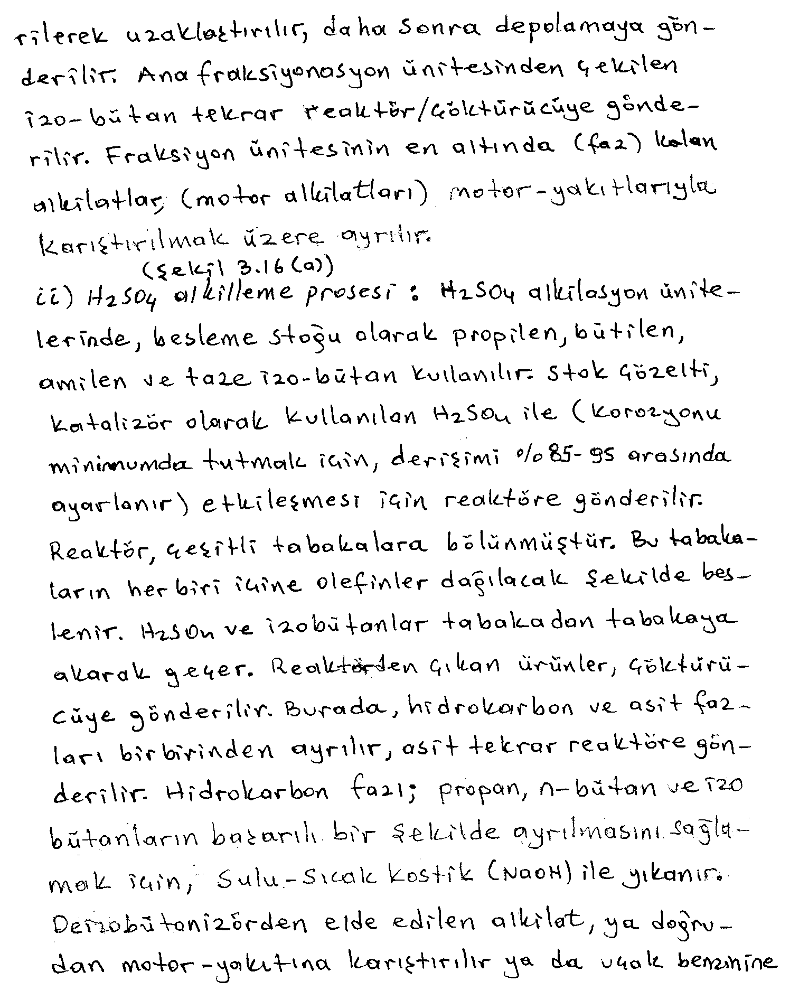 rilerek uzaklaştırılır, daha sonra depolamaya gön-
derilir. Ana fraksiyonasyon ünitesinden çekilen
izo-bütan tekrar reaktör/çöktürücüye gönde-
rilir. Fraksiyon ünitesinin en altında (faz) kalan
alkilatlar, (motor alkilatları) motor-yakıtlarıyla
karıştırılmak üzere ayrılır.
(Şekil 3.16 (a))
ii) H2SO4 alkilleme prosesi : H2SO4 alkilasyon ünite-
lerinde, besleme stoğu olarak propilen, bütilen,
amilen ve taze izo-bütan kullanılır. Stok çözelti,
katalizör olarak kullanılan H2SO4 ile (korozyonu
minimumda tutmak için, derişimi %85-95 arasında
ayarlanır) etkileşmesi için reaktöre gönderilir.
Reaktör, çeşitli tabakalara bölünmüştür. Bu tabaka-
ların her biri içine olefinler dağılacak şekilde bes-
lenir. H2SO4 ve izobütanlar tabakadan tabakaya
akarak geçer. Reaktörden çıkan ürünler, çöktürü-
cüye gönderilir. Burada, hidrokarbon ve asit faz-
ları birbirinden ayrılır, asit tekrar reaktöre gön-
derilir. Hidrokarbon fazı; propan, n-bütan ve izo
bütanların başarılı bir şekilde ayrılmasını sağla-
mak için, sulu-sıcak kostik (NaOH) ile yıkanır.
Deizobütanizörden elde edilen alkilat, ya doğru-
dan motor-yakıtına karıştırılır ya da uçak benzinine